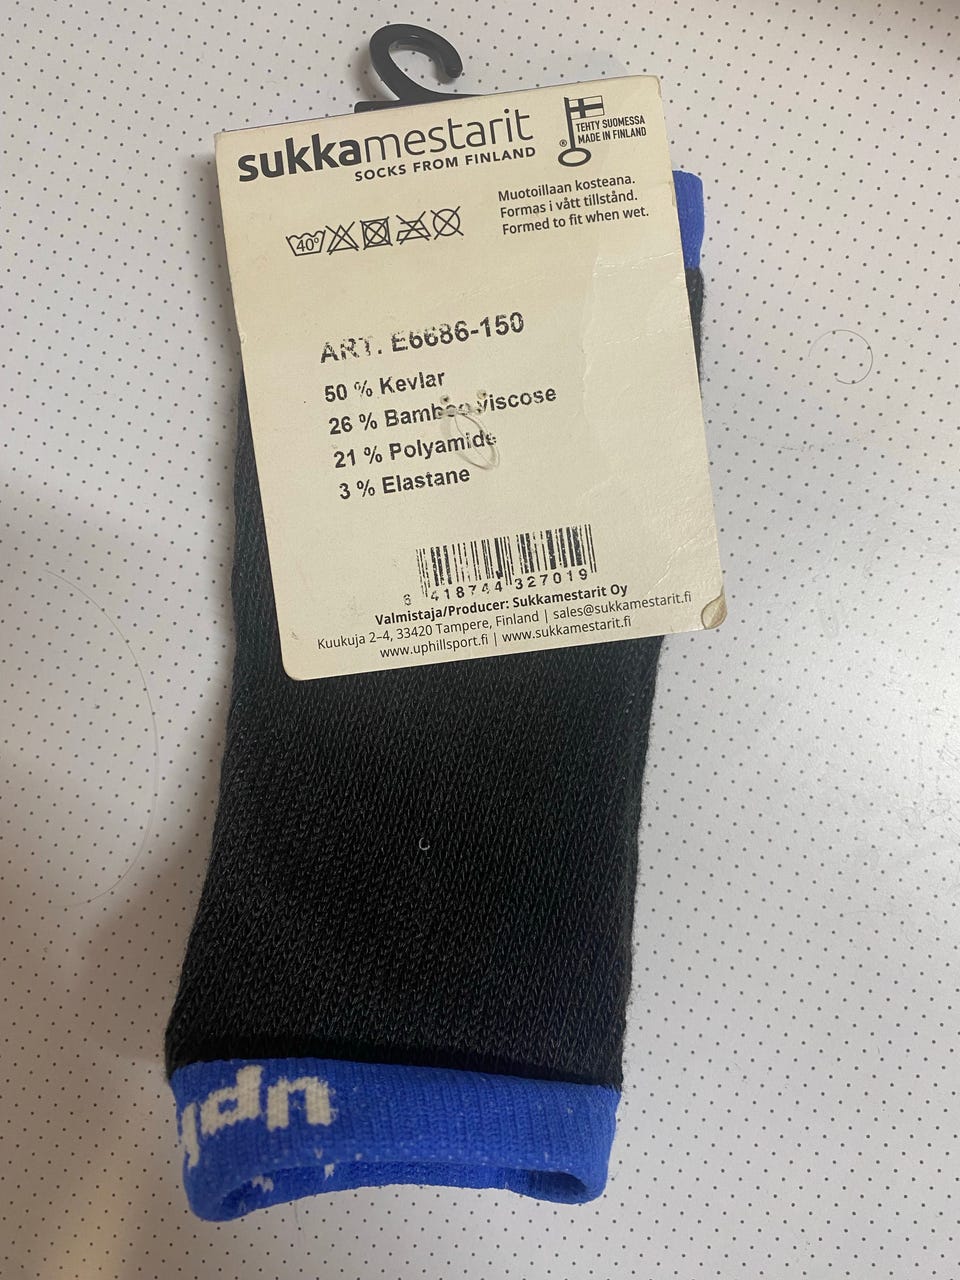 sukkamestarit
SOCKS FROM FINLAND
TEHTY SUOMESSA
MADE IN FINLAND
®
40°
Muotoillaan kosteana.
Formas i vått tillstånd.
Formed to fit when wet.
ART. E6686-150
50 % Kevlar
26 % Bamboo Viscose
21 % Polyamide
3 % Elastane
6 418744 327019
Valmistaja/Producer: Sukkamestarit Oy
Kuukuja 2–4, 33420 Tampere, Finland | sales@sukkamestarit.fi
www.uphillsport.fi | www.sukkamestarit.fi
up